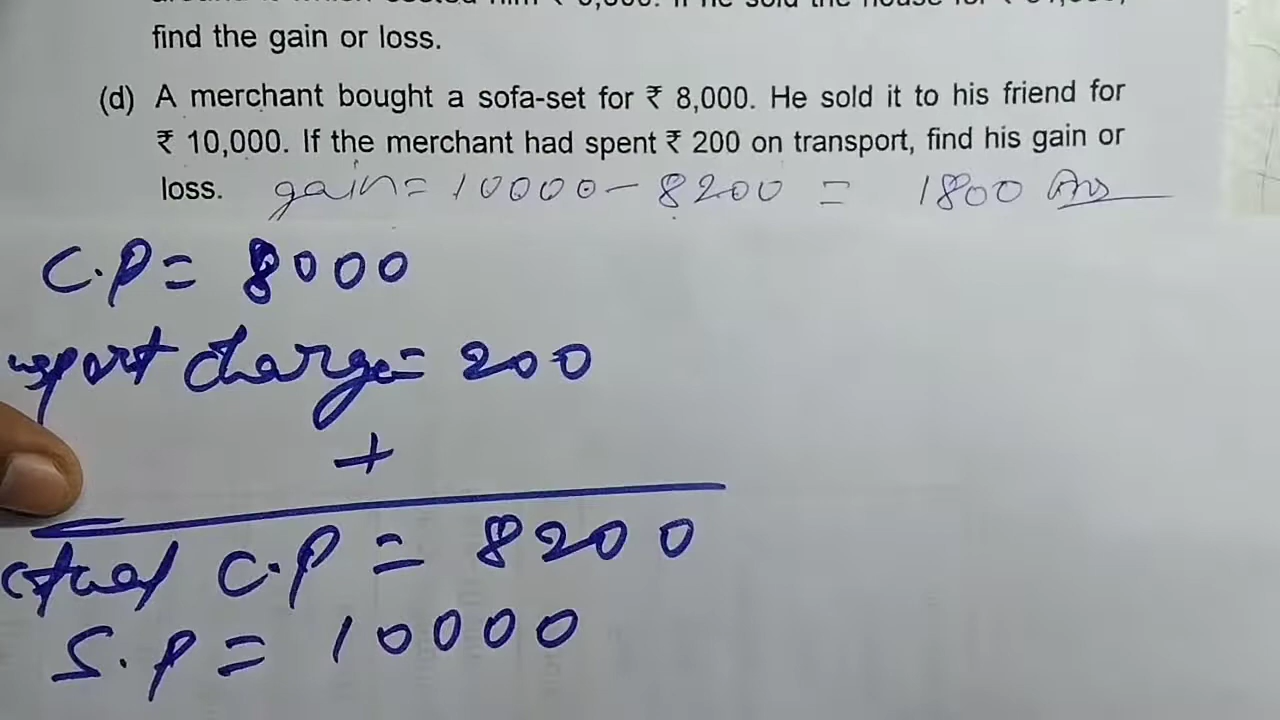 find the gain or loss.
(d) A merchant bought a sofa-set for ₹ 8,000. He sold it to his friend for
₹ 10,000. If the merchant had spent ₹ 200 on transport, find his gain or
loss. gain = 10000 - 8200 = 1800 Ans
C.P = 8000
charge = 200
+
C.P = 8200
S.P = 10000